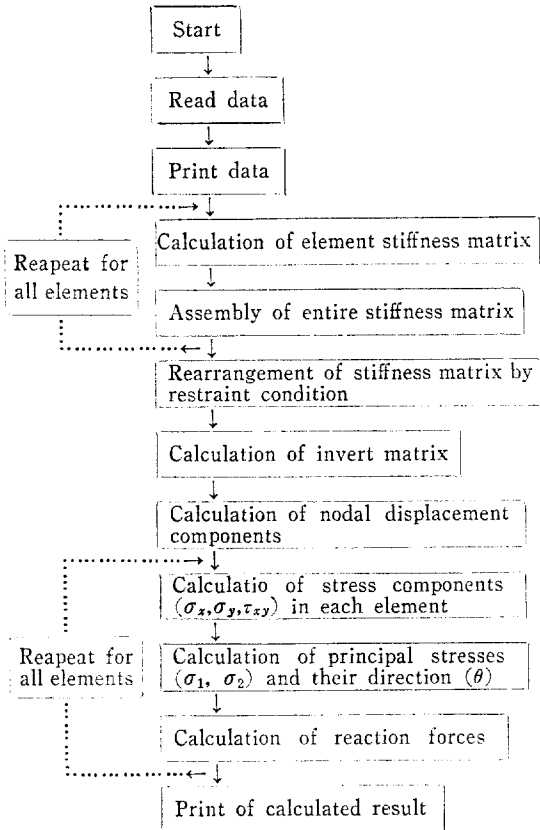 Start
Read data
Print data
Calculation of element stiffness matrix
Reapeat for
all elements
Assembly of entire stiffness matrix
Rearrangement of stiffness matrix by
restraint condition
Calculation of invert matrix
Calculation of nodal displacement
components
Calculatio of stress components
(σx,σy,τxy) in each element
Reapeat for
all elements
Calculation of principal stresses
(σ1, σ2) and their direction (θ)
Calculation of reaction forces
Print of calculated result